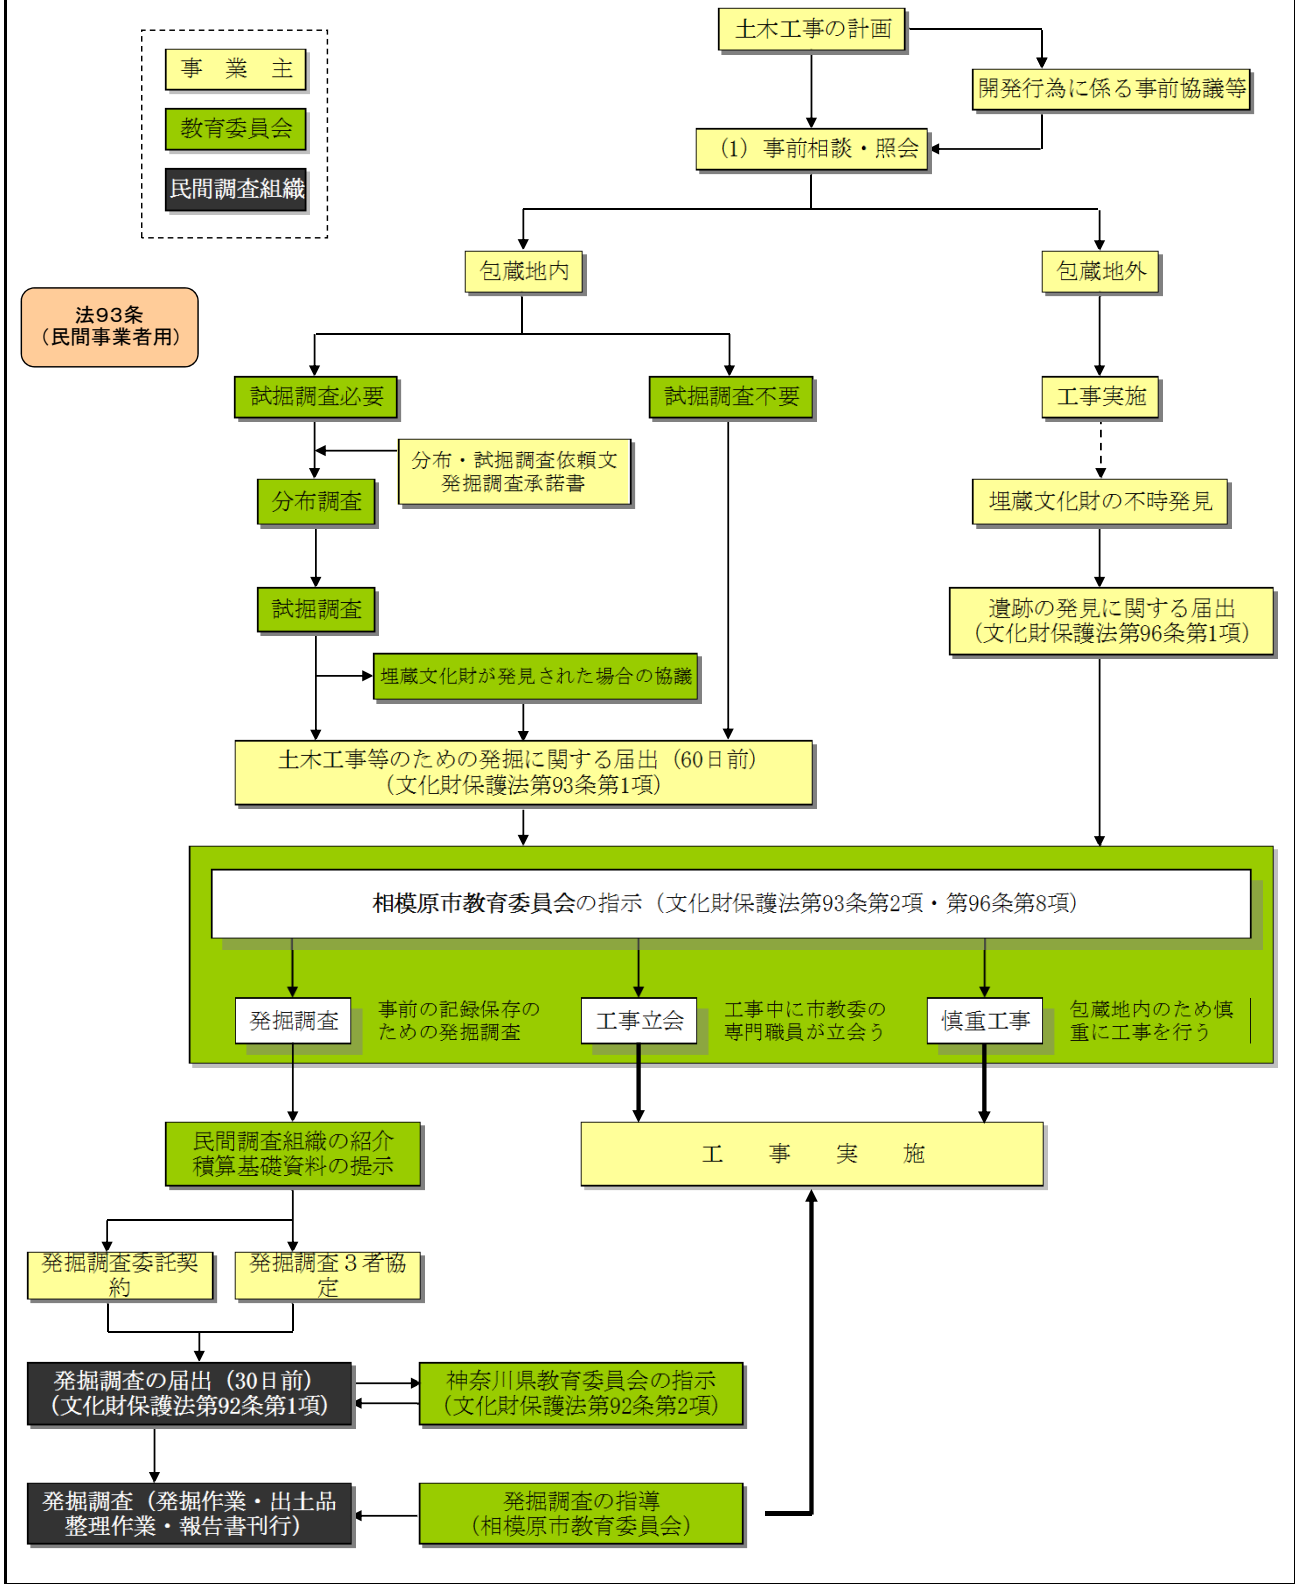 土木工事の計画
事　業　主
開発行為に係る事前協議等
教育委員会
(1) 事前相談・照会
民間調査組織
包蔵地内
包蔵地外
法93条
（民間事業者用）
試掘調査必要
試掘調査不要
工事実施
分布・試掘調査依頼文
発掘調査承諾書
分布調査
埋蔵文化財の不時発見
試掘調査
遺跡の発見に関する届出
（文化財保護法第96条第1項）
埋蔵文化財が発見された場合の協議
土木工事等のための発掘に関する届出（60日前）
（文化財保護法第93条第1項）
相模原市教育委員会の指示（文化財保護法第93条第2項・第96条第8項）
発掘調査
事前の記録保存の
ための発掘調査
工事立会
工事中に市教委の
専門職員が立会う
慎重工事
包蔵地内のため慎
重に工事を行う
民間調査組織の紹介
積算基礎資料の提示
工　事　実　施
発掘調査委託契
約
発掘調査３者協
定
発掘調査の届出（30日前）
（文化財保護法第92条第1項）
神奈川県教育委員会の指示
（文化財保護法第92条第2項）
発掘調査（発掘作業・出土品
整理作業・報告書刊行）
発掘調査の指導
（相模原市教育委員会）